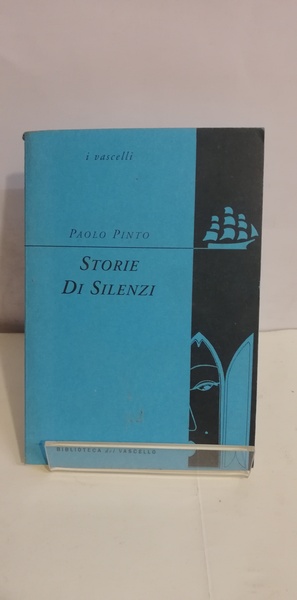 i vascelli
PAOLO PINTO
STORIE
DI SILENZI
BIBLIOTECA del VASCELLO